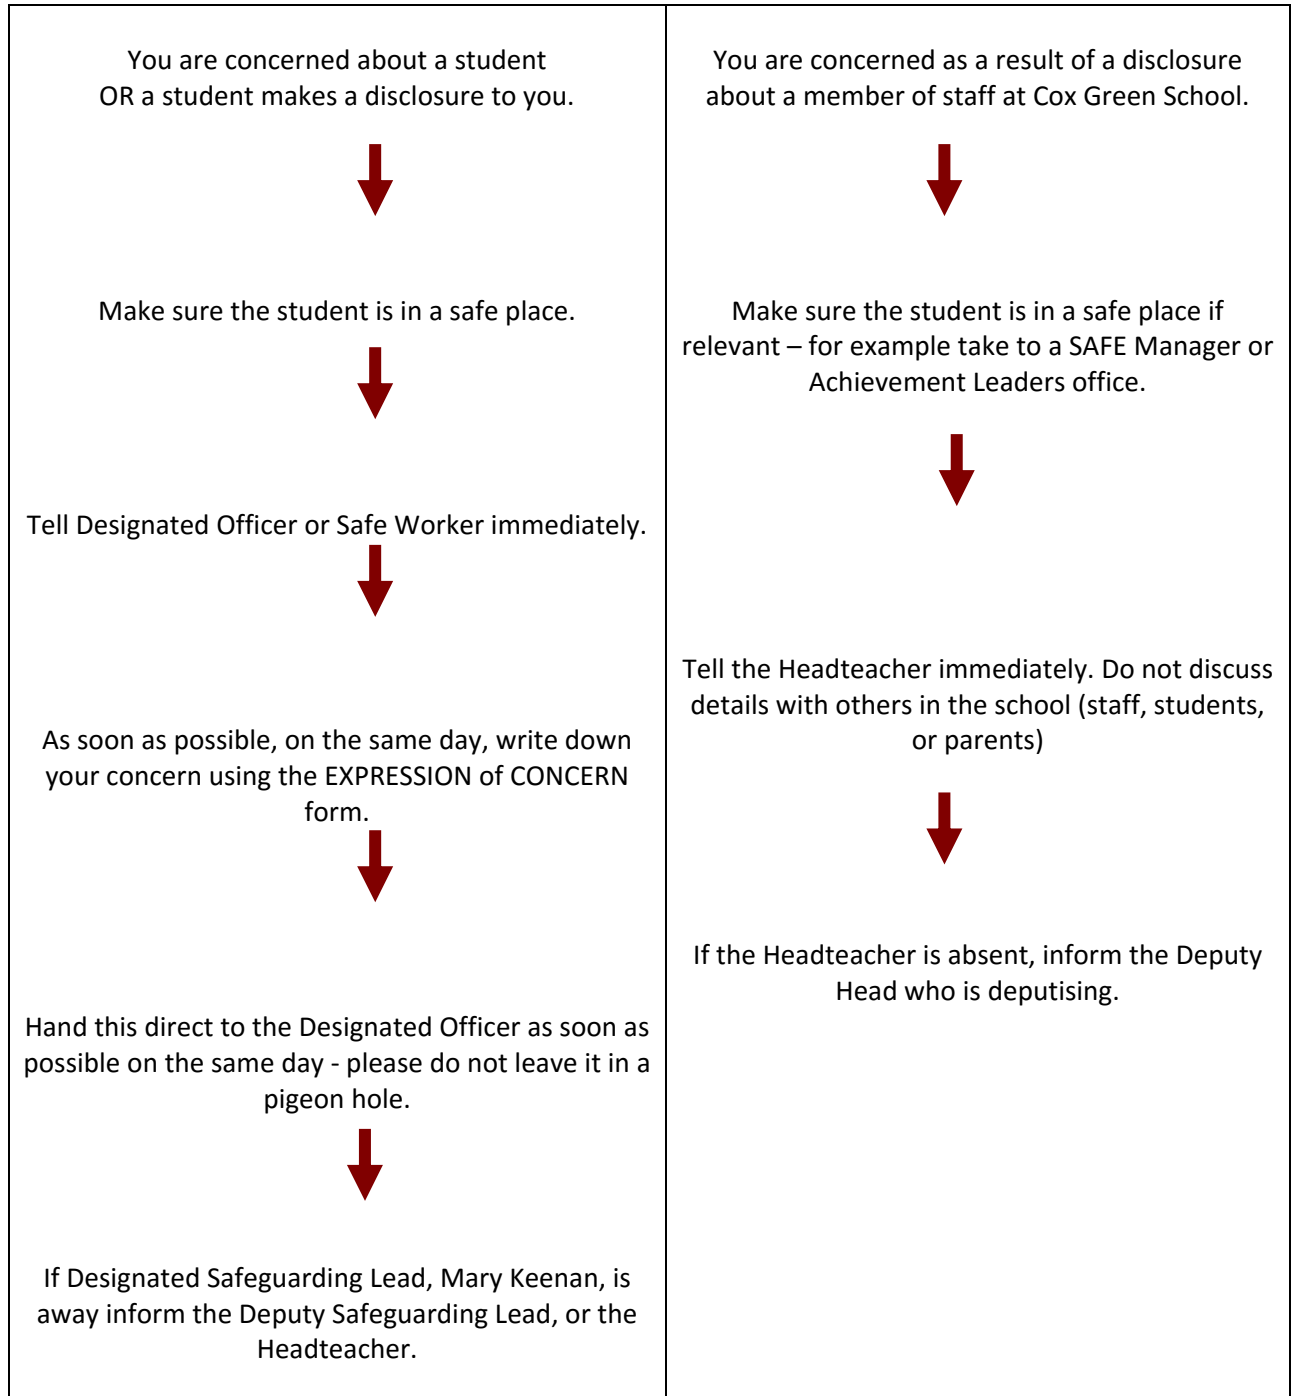 You are concerned about a student
OR a student makes a disclosure to you.
Make sure the student is in a safe place.
Tell Designated Officer or Safe Worker immediately.
As soon as possible, on the same day, write down
your concern using the EXPRESSION of CONCERN
form.
Hand this direct to the Designated Officer as soon as
possible on the same day - please do not leave it in a
pigeon hole.
If Designated Safeguarding Lead, Mary Keenan, is
away inform the Deputy Safeguarding Lead, or the
Headteacher.
You are concerned as a result of a disclosure
about a member of staff at Cox Green School.
Make sure the student is in a safe place if
relevant – for example take to a SAFE Manager or
Achievement Leaders office.
Tell the Headteacher immediately. Do not discuss
details with others in the school (staff, students,
or parents)
If the Headteacher is absent, inform the Deputy
Head who is deputising.